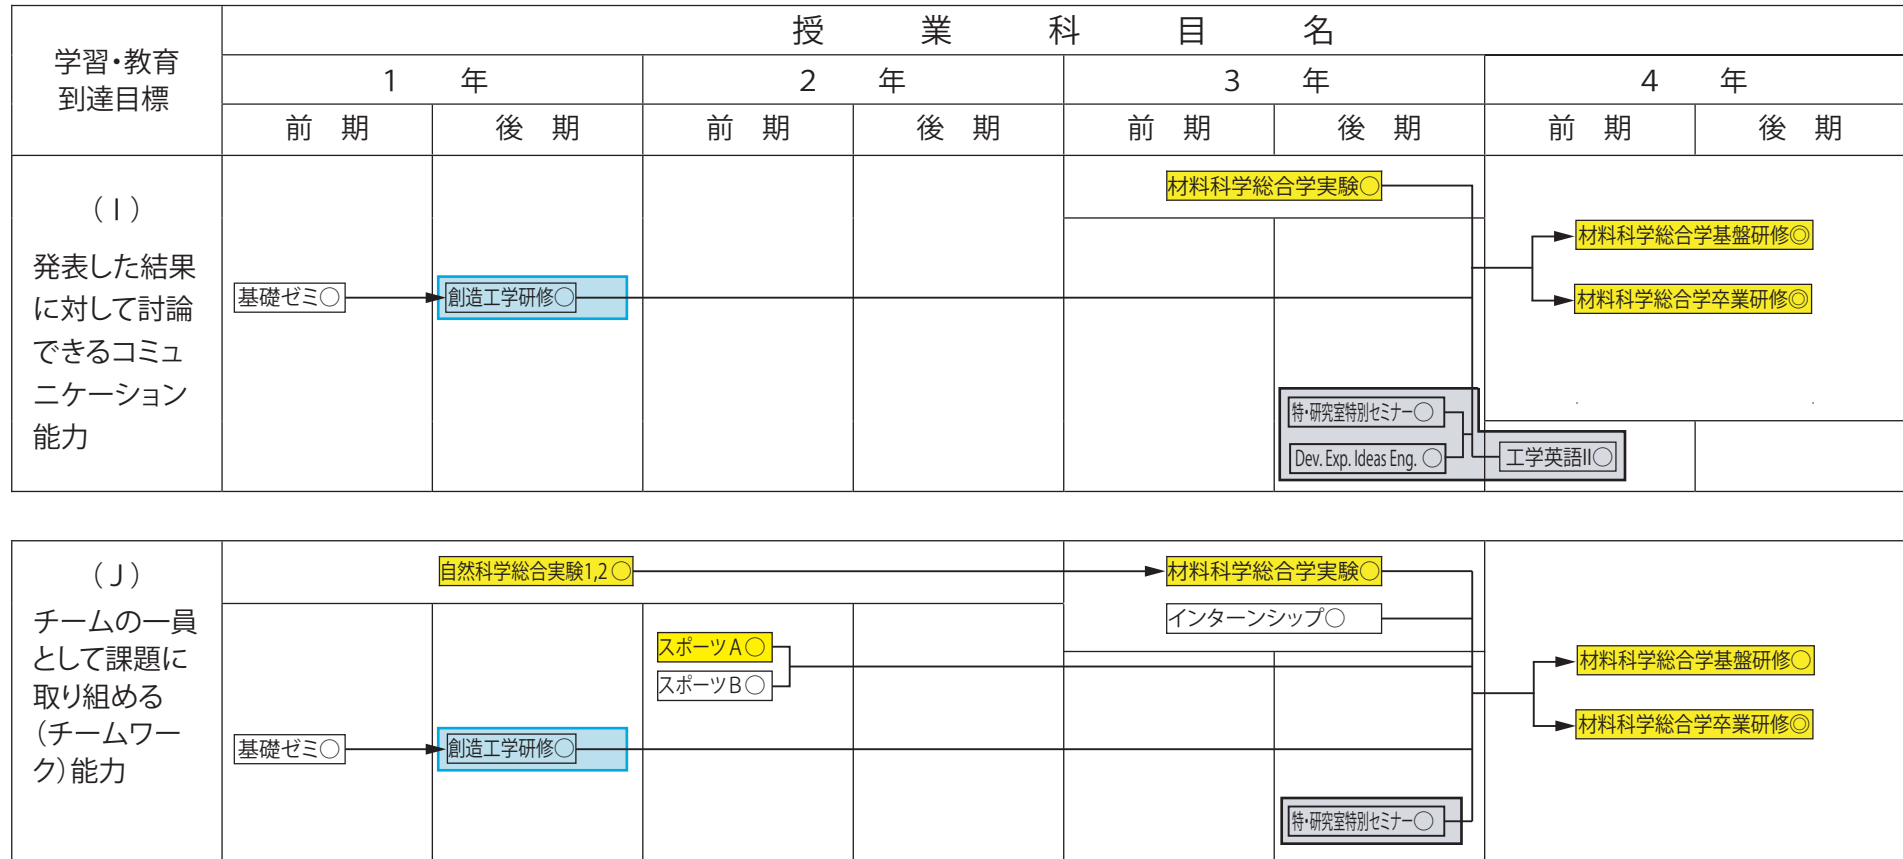 学習・教育
到達目標
授業科目名
1年
2年
3年
4年
前期
後期
前期
後期
前期
後期
前期
後期
（I）
発表した結果
に対して討論
できるコミュ
ニケーション
能力
材料科学総合学実験○
基礎ゼミ○
創造工学研修○
材料科学総合学基盤研修◎
材料科学総合学卒業研修◎
特・研究室特別セミナー○
Dev. Exp. Ideas Eng. ○
工学英語II○
（J）
チームの一員
として課題に
取り組める
（チームワー
ク）能力
自然科学総合実験1,2○
材料科学総合学実験○
インターンシップ○
スポーツA○
スポーツB○
基礎ゼミ○
創造工学研修○
材料科学総合学基盤研修○
材料科学総合学卒業研修◎
特・研究室特別セミナー○